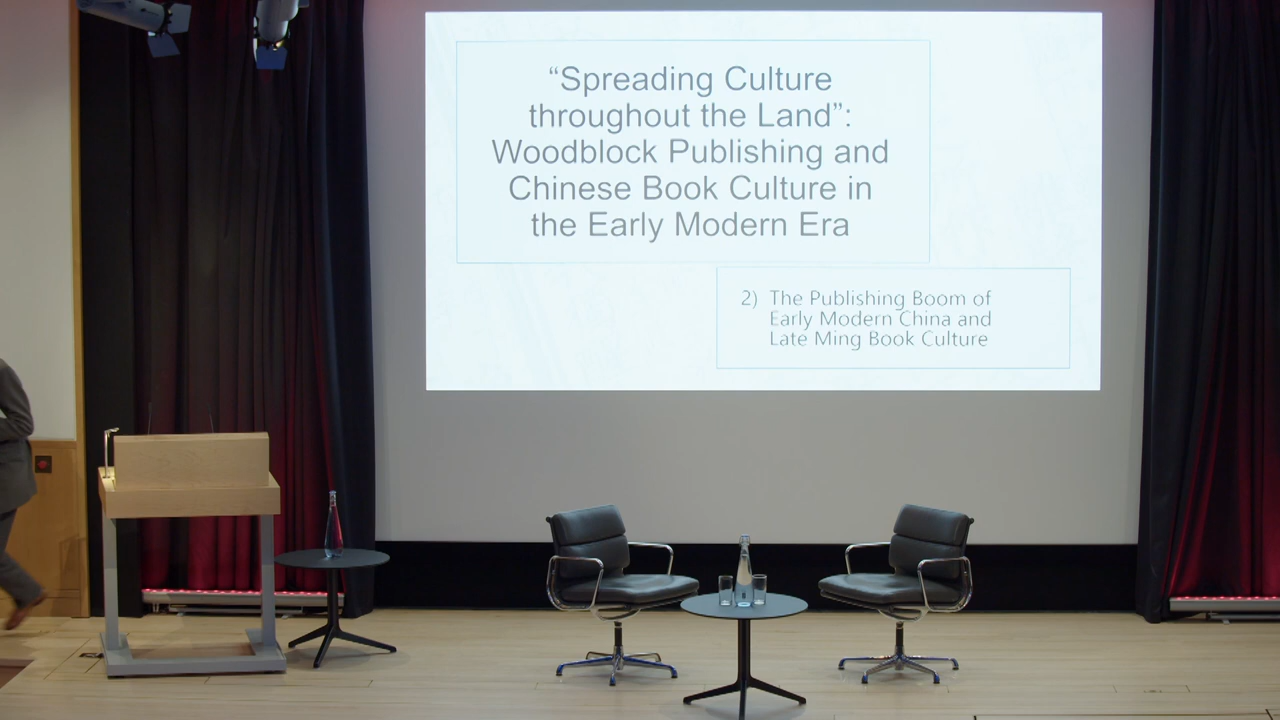 “Spreading Culture
throughout the Land”:
Woodblock Publishing and
Chinese Book Culture in
the Early Modern Era
2) The Publishing Boom of
Early Modern China and
Late Ming Book Culture